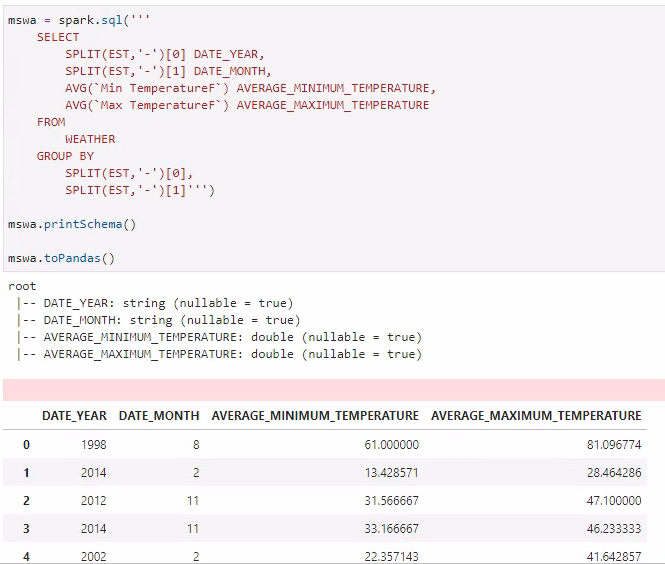 mswa = spark.sql('''
SELECT
SPLIT(EST,'-')[0] DATE_YEAR,
SPLIT(EST,'-')[1] DATE_MONTH,
AVG(`Min TemperatureF`) AVERAGE_MINIMUM_TEMPERATURE,
AVG(`Max TemperatureF`) AVERAGE_MAXIMUM_TEMPERATURE
FROM
WEATHER
GROUP BY
SPLIT(EST,'-')[0],
SPLIT(EST,'-')[1]''')
mswa.printSchema()
mswa.toPandas()
root
|-- DATE_YEAR: string (nullable = true)
|-- DATE_MONTH: string (nullable = true)
|-- AVERAGE_MINIMUM_TEMPERATURE: double (nullable = true)
|-- AVERAGE_MAXIMUM_TEMPERATURE: double (nullable = true)
DATE_YEAR DATE_MONTH AVERAGE_MINIMUM_TEMPERATURE AVERAGE_MAXIMUM_TEMPERATURE
0 1998 8 61.000000 81.096774
1 2014 2 13.428571 28.464286
2 2012 11 31.566667 47.100000
3 2014 11 33.166667 46.233333
4 2002 2 22.357143 41.642857